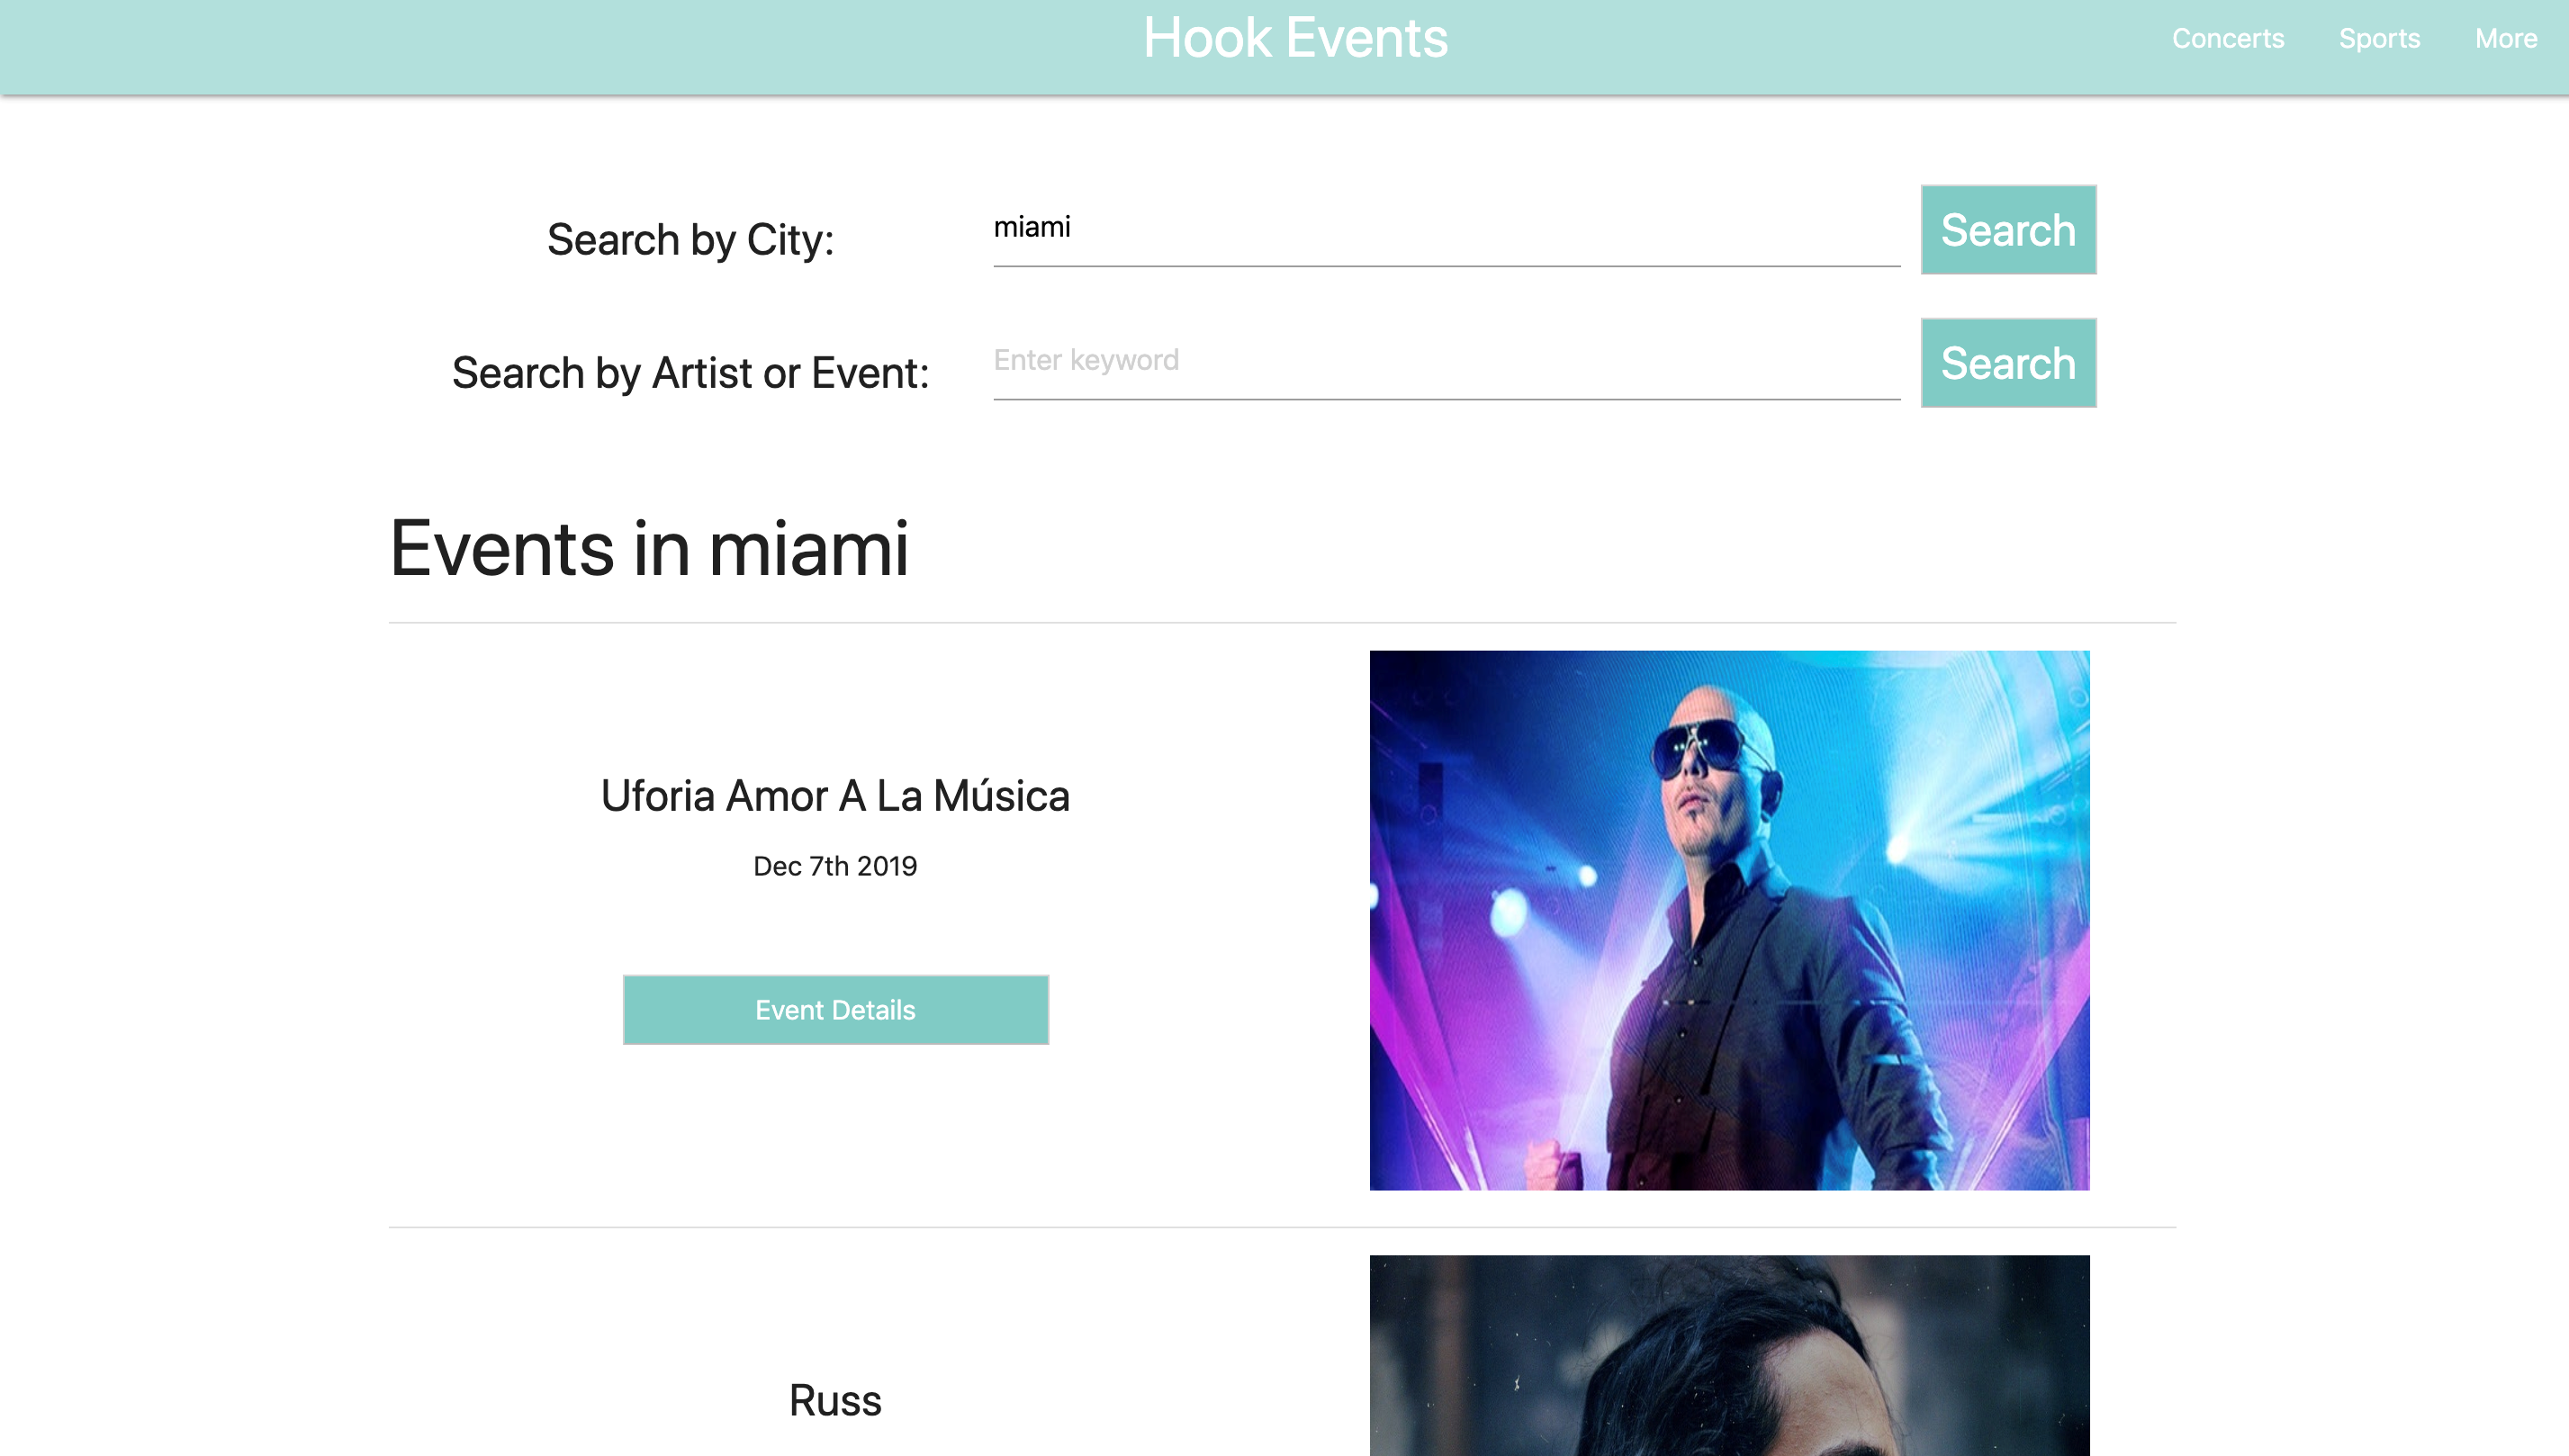 Hook Events
Concerts Sports More
Search by City: miami Search
Search by Artist or Event: Enter keyword Search
Events in miami
Uforia Amor A La Música
Dec 7th 2019
Event Details
Russ